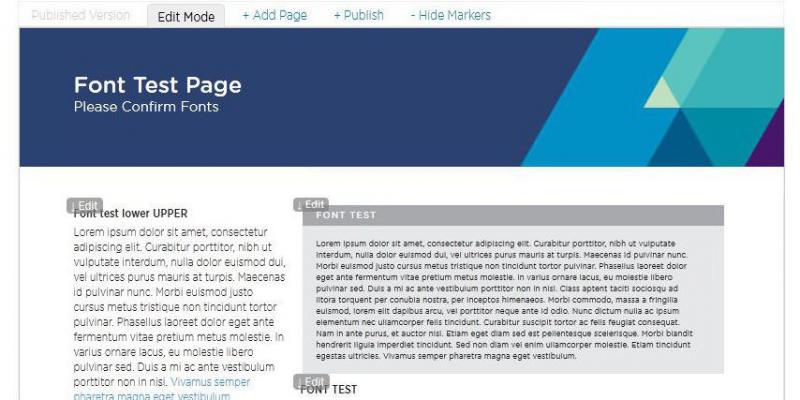 Published Version Edit Mode + Add Page + Publish - Hide Markers
Font Test Page
Please Confirm Fonts
↓ Edit
Font test lower UPPER
Lorem ipsum dolor sit amet, consectetur
adipiscing elit. Curabitur porttitor, nibh ut
vulputate interdum, nulla dolor euismod dui,
vel ultrices purus mauris at turpis. Maecenas
id pulvinar nunc. Morbi euismod justo
cursus metus tristique non tincidunt tortor
pulvinar. Phasellus laoreet dolor eget ante
fermentum vitae pretium metus molestie. In
varius ornare lacus, eu molestie libero
pulvinar sed. Duis a mi ac ante vestibulum
porttitor non in nisi. Vivamus semper
pharetra magna eget vestibulum.
↓ Edit
FONT TEST
Lorem ipsum dolor sit amet, consectetur adipiscing elit. Curabitur porttitor, nibh ut vulputate
interdum, nulla dolor euismod dui, vel ultrices purus mauris at turpis. Maecenas id pulvinar nunc.
Morbi euismod justo cursus metus tristique non tincidunt tortor pulvinar. Phasellus laoreet dolor
eget ante fermentum vitae pretium metus molestie. In varius ornare lacus, eu molestie libero
pulvinar sed. Duis a mi ac ante vestibulum porttitor non in nisi. Class aptent taciti sociosqu ad
litora torquent per conubia nostra, per inceptos himenaeos. Morbi commodo, massa a fringilla
euismod, lorem elit dapibus arcu, vel porttitor neque ante id odio. Nunc dictum nulla ac ipsum
elementum nec ullamcorper felis tincidunt. Curabitur suscipit tortor ac felis feugiat consequat.
Nam in ante purus, et auctor nisl. Etiam eget diam sed est pellentesque scelerisque. Morbi blandit
hendrerit ligula imperdiet tincidunt. Sed non diam vel enim ullamcorper molestie. Etiam tincidunt
egestas ultricies. Vivamus semper pharetra magna eget vestibulum.
↓ Edit
FONT TEST